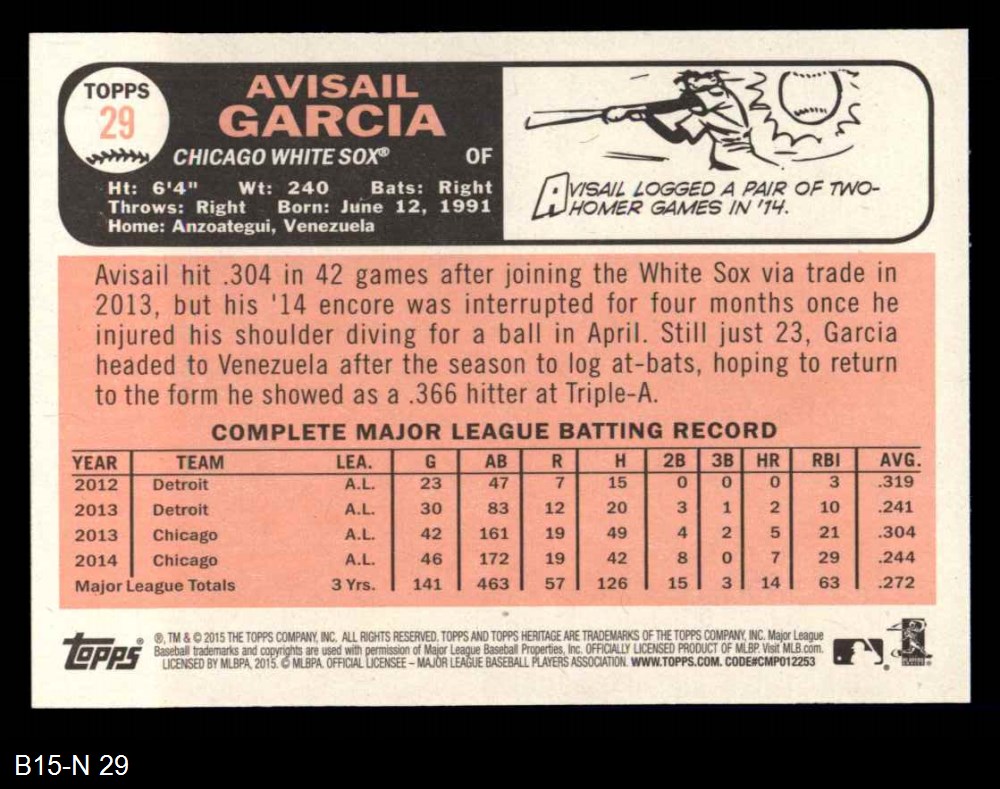 TOPPS
29
AVISAIL
GARCIA
CHICAGO WHITE SOX® OF
Ht: 6'4" Wt: 240 Bats: Right
Throws: Right Born: June 12, 1991
Home: Anzoategui, Venezuela
AVISAIL LOGGED A PAIR OF TWO-
HOMER GAMES IN '14.
Avisail hit .304 in 42 games after joining the White Sox via trade in
2013, but his '14 encore was interrupted for four months once he
injured his shoulder diving for a ball in April. Still just 23, Garcia
headed to Venezuela after the season to log at-bats, hoping to return
to the form he showed as a .366 hitter at Triple-A.
COMPLETE MAJOR LEAGUE BATTING RECORD
YEAR TEAM LEA. G AB R H 2B 3B HR RBI AVG.
2012 Detroit A.L. 23 47 7 15 0 0 0 3 .319
2013 Detroit A.L. 30 83 12 20 3 1 2 10 .241
2013 Chicago A.L. 42 161 19 49 4 2 5 21 .304
2014 Chicago A.L. 46 172 19 42 8 0 7 29 .244
Major League Totals 3 Yrs. 141 463 57 126 15 3 14 63 .272
Topps ®, TM & © 2015 THE TOPPS COMPANY, INC. ALL RIGHTS RESERVED. TOPPS AND TOPPS HERITAGE ARE TRADEMARKS OF THE TOPPS COMPANY, INC. Major League
Baseball trademarks and copyrights are used with permission of Major League Baseball Properties, Inc. OFFICIALLY LICENSED PRODUCT OF MLBP. Visit MLB.com.
LICENSED BY MLBPA, 2015. © MLBPA. OFFICIAL LICENSEE – MAJOR LEAGUE BASEBALL PLAYERS ASSOCIATION. WWW.TOPPS.COM. CODE#CMP012253
B15-N 29